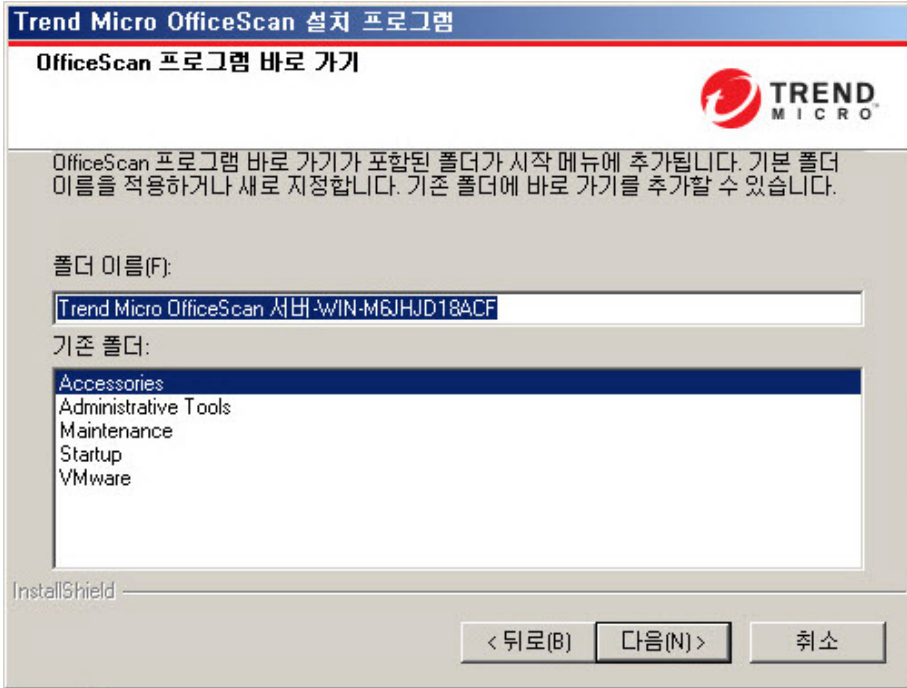 Trend Micro OfficeScan 설치 프로그램
OfficeScan 프로그램 바로 가기
TREND
MICRO
OfficeScan 프로그램 바로 가기가 포함된 폴더가 시작 메뉴에 추가됩니다. 기본 폴더
이름을 적용하거나 새로 지정합니다. 기존 폴더에 바로 가기를 추가할 수 있습니다.
폴더 이름(F):
Trend Micro OfficeScan 서버-WIN-M6JHJD18ACF
기존 폴더:
Accessories
Administrative Tools
Maintenance
Startup
VMware
InstallShield
< 뒤로(B) 다음(N) > 취소